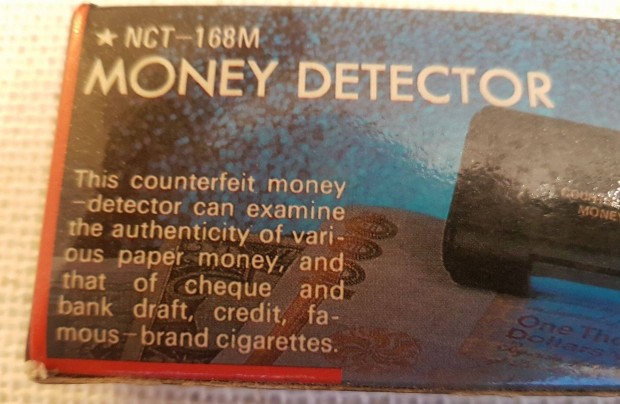 ★ NCT-168M
MONEY DETECTOR
This counterfeit money
-detector can examine
the authenticity of vari-
ous paper money, and
that of cheque and
bank draft, credit, fa-
mous-brand cigarettes.
MONEY
One Tho
Dollars